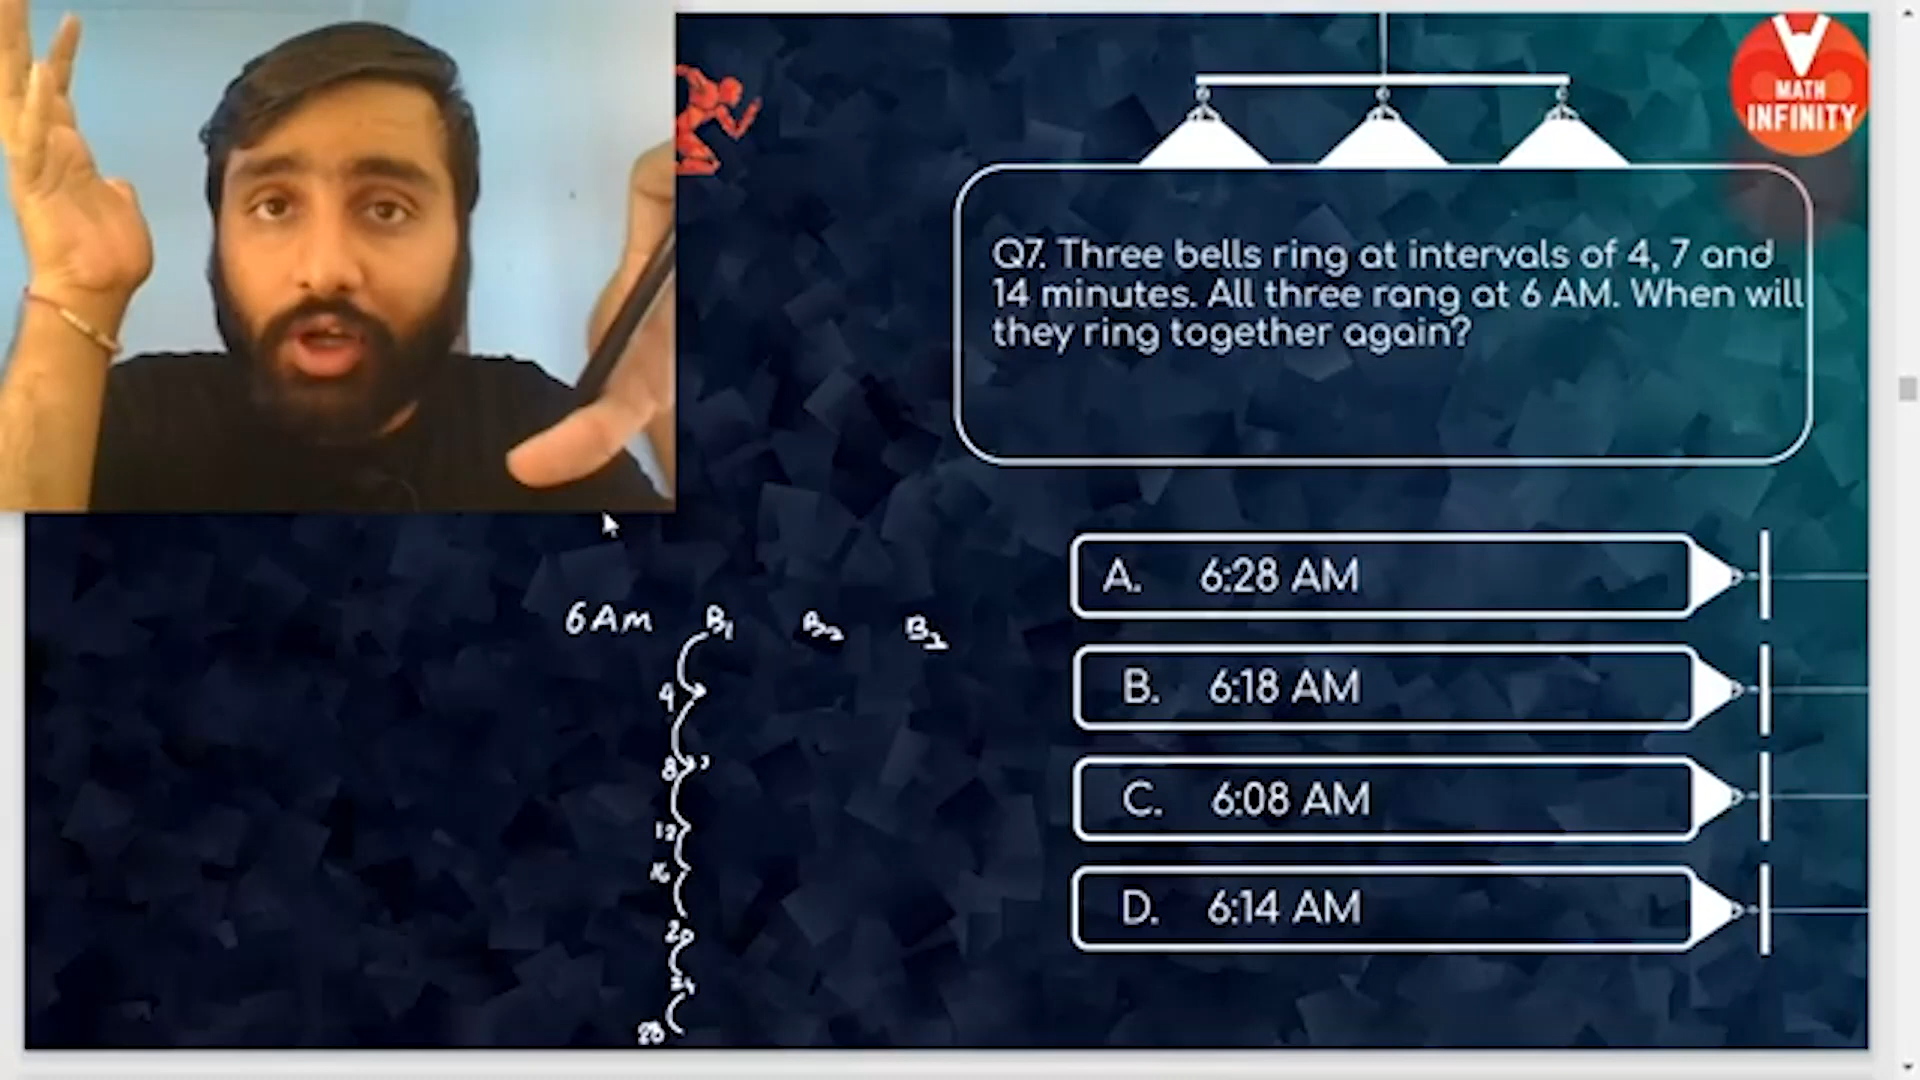 MATH
INFINITY
Q7. Three bells ring at intervals of 4, 7 and
14 minutes. All three rang at 6 AM. When will
they ring together again?
A. 6:28 AM
B. 6:18 AM
C. 6:08 AM
D. 6:14 AM
6 Am B1 B2 B3
4
8
12
16
20
24
28